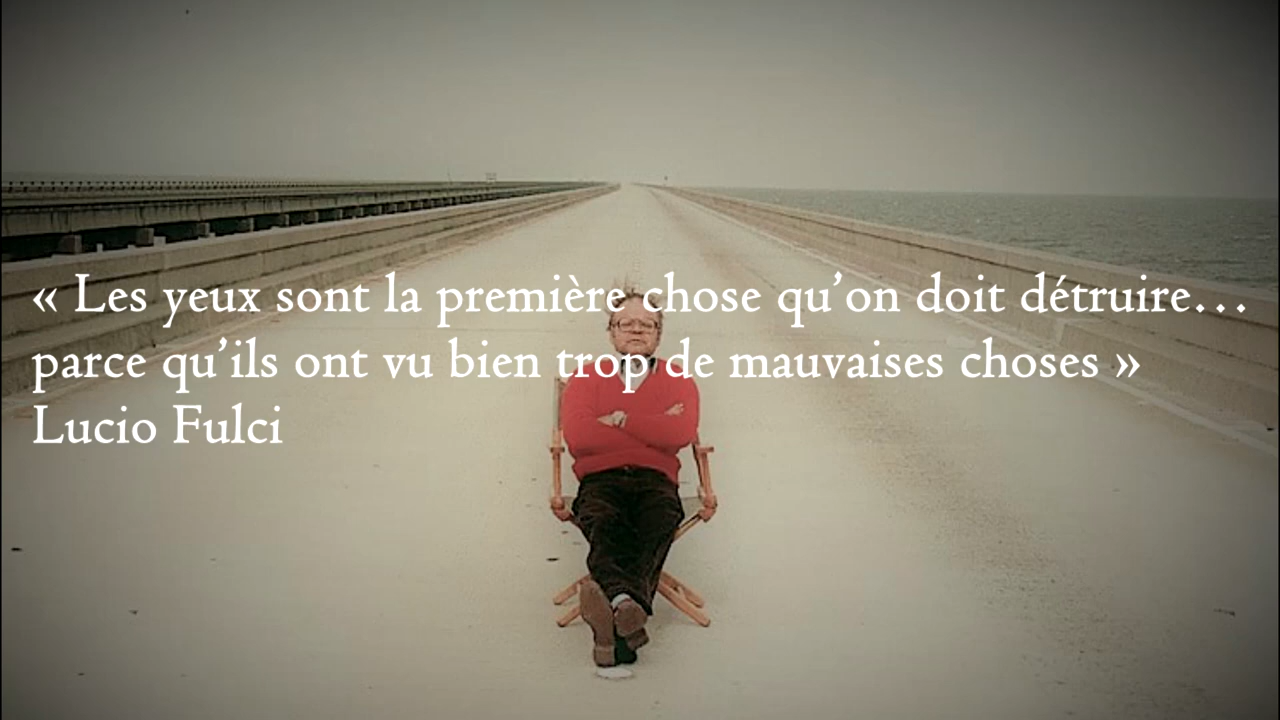 « Les yeux sont la première chose qu’on doit détruire…
parce qu’ils ont vu bien trop de mauvaises choses »
Lucio Fulci